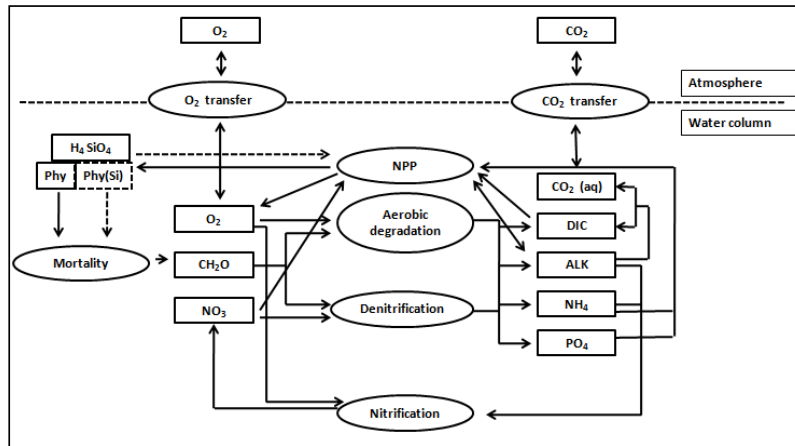 O₂
CO₂
Atmosphere
O₂ transfer
CO₂ transfer
Water column
H₄ SiO₄
NPP
Phy
Phy(Si)
CO₂ (aq)
O₂
Aerobic
degradation
DIC
Mortality
CH₂O
ALK
NO₃
Denitrification
NH₄
PO₄
Nitrification